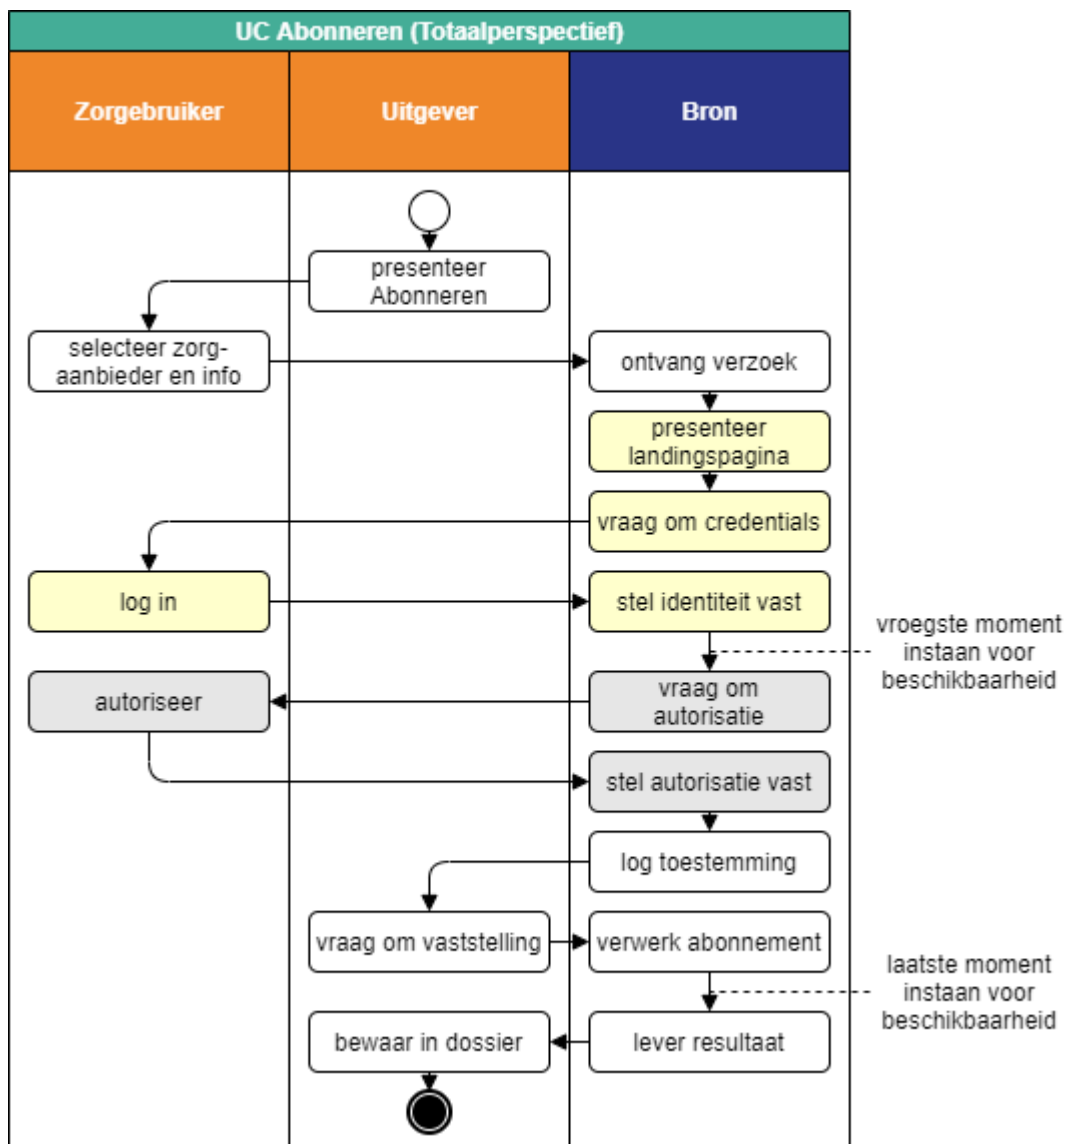 UC Abonneren (Totaalperspectief)
Zorgebruiker
Uitgever
Bron
presenteer
Abonneren
selecteer zorg-
aanbieder en info
ontvang verzoek
presenteer
landingspagina
vraag om credentials
log in
stel identiteit vast
vroegste moment
instaan voor
beschikbaarheid
autoriseer
vraag om
autorisatie
stel autorisatie vast
log toestemming
vraag om vaststelling
verwerk abonnement
laatste moment
instaan voor
beschikbaarheid
bewaar in dossier
lever resultaat